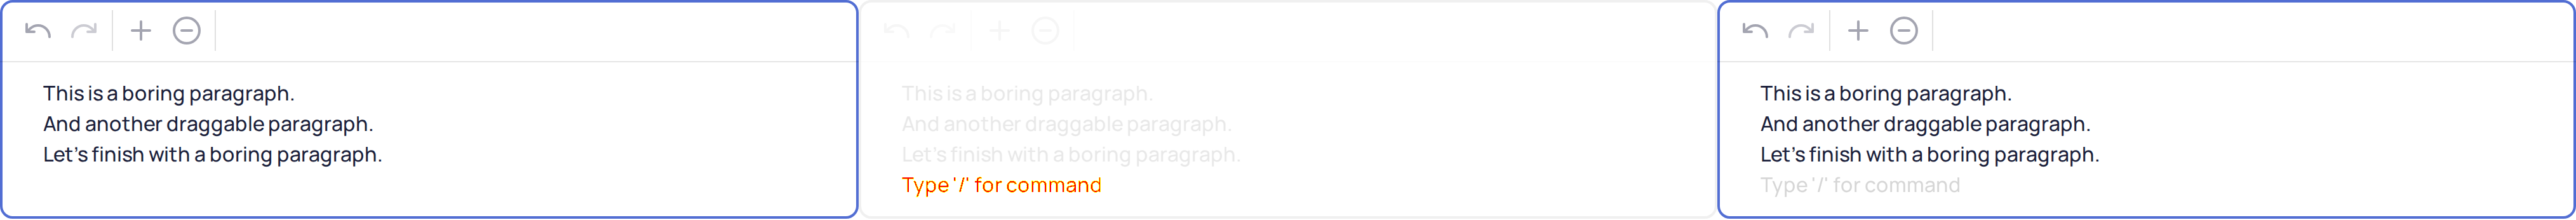 This is a boring paragraph.
And another draggable paragraph.
Let's finish with a boring paragraph.
This is a boring paragraph.
And another draggable paragraph.
Let's finish with a boring paragraph.
Type '/' for command
This is a boring paragraph.
And another draggable paragraph.
Let's finish with a boring paragraph.
Type '/' for command